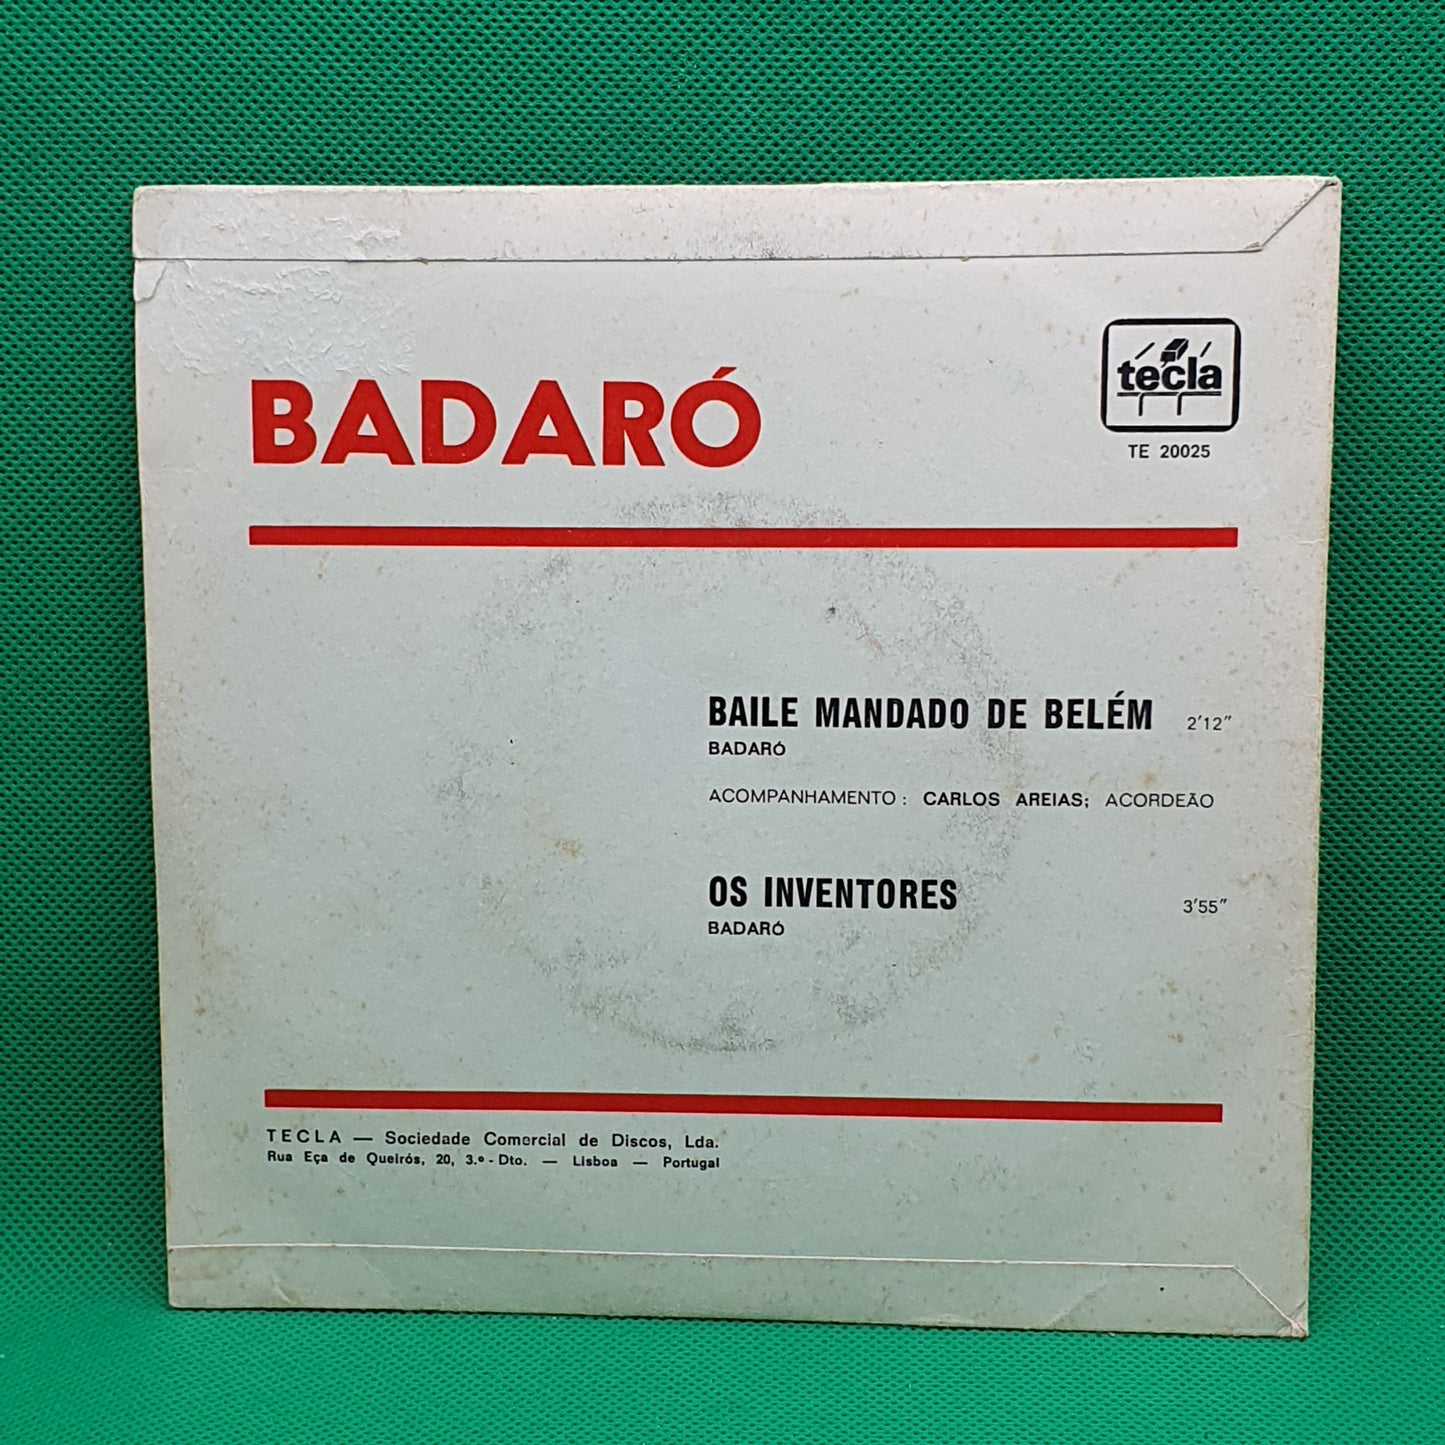 tecla
TE 20025
BADARÓ
BAILE MANDADO DE BELÉM 2'12"
BADARÓ
ACOMPANHAMENTO : CARLOS AREIAS; ACORDEÃO
OS INVENTORES 3'55"
BADARÓ
TECLA — Sociedade Comercial de Discos, Lda.
Rua Eça de Queirós, 20, 3.º - Dto. — Lisboa — Portugal